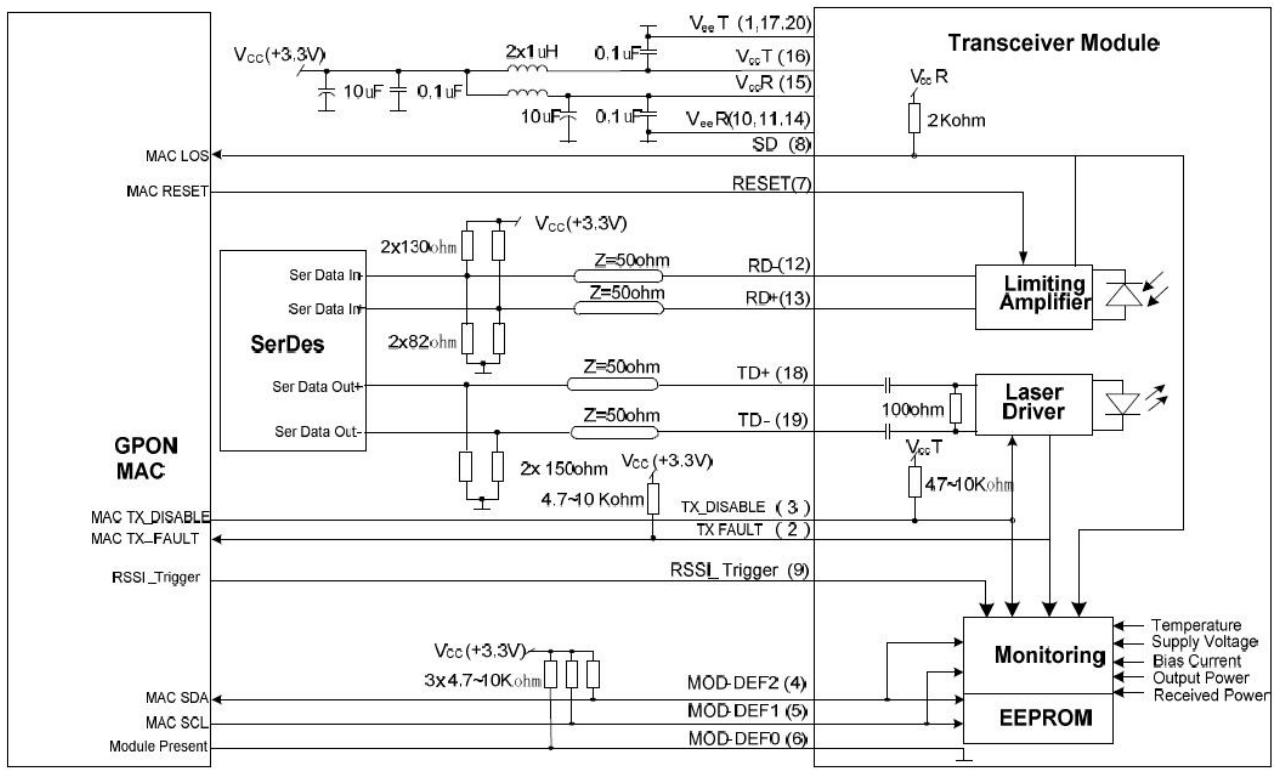 VeeT (1,17,20)
Transceiver Module
VCC(+3.3V)
2x1uH
0.1uF
VccT (16)
VccR (15)
VccR
10uF
0.1uF
10uF
0.1uF
VeeR(10,11,14)
2Kohm
MAC LOS
SD (8)
MAC RESET
RESET(7)
VCC(+3.3V)
2x130ohm
Z=50ohm
RD-(12)
Ser Data In
Z=50ohm
RD+(13)
Ser Data In
Limiting
Amplifier
SerDes
2x82ohm
Z=50ohm
TD+ (18)
Ser Data Out+
100ohm
Laser
Driver
Z=50ohm
TD- (19)
Ser Data Out-
GPON
MAC
2x 150ohm
VCC (+3.3V)
VccT
4.7~10 Kohm
4.7~10Kohm
MAC TX_DISABLE
TX_DISABLE ( 3 )
MAC TX_FAULT
TX FAULT ( 2 )
RSSI_Trigger
RSSI_Trigger (9)
Temperature
Supply Voltage
Bias Current
Output Power
Received Power
Monitoring
EEPROM
VCC(+3.3V)
3x4.7~10Kohm
MAC SDA
MOD-DEF2 (4)
MAC SCL
MOD-DEF1 (5)
Module Present
MOD-DEF0 (6)